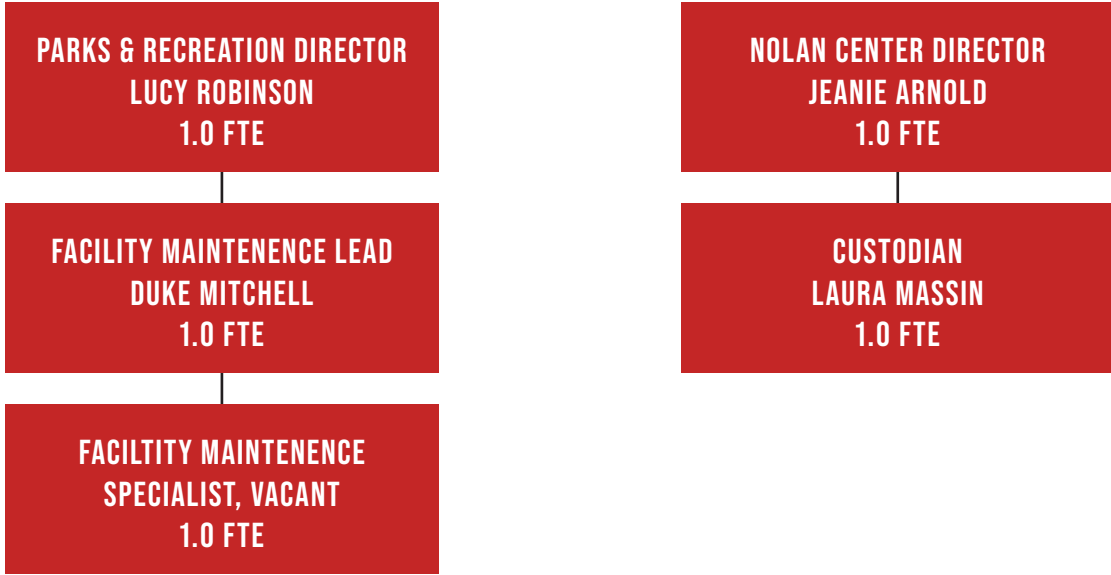 PARKS & RECREATION DIRECTOR
LUCY ROBINSON
1.0 FTE
FACILITY MAINTENENCE LEAD
DUKE MITCHELL
1.0 FTE
FACILTITY MAINTENENCE
SPECIALIST, VACANT
1.0 FTE
NOLAN CENTER DIRECTOR
JEANIE ARNOLD
1.0 FTE
CUSTODIAN
LAURA MASSIN
1.0 FTE